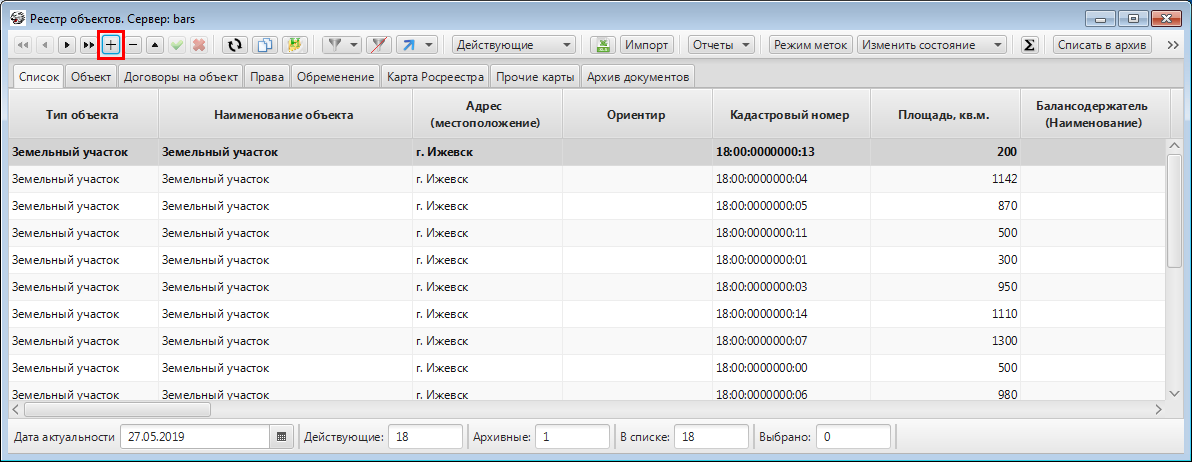 Реестр объектов. Сервер: bars
Действующие Импорт Отчеты Режим меток Изменить состояние Σ Списать в архив
Список Объект Договоры на объект Права Обременение Карта Росреестра Прочие карты Архив документов
Тип объекта Наименование объекта Адрес (местоположение) Ориентир Кадастровый номер Площадь, кв.м. Балансодержатель (Наименование)
Земельный участок Земельный участок г. Ижевск 18:00:0000000:13 200
Земельный участок Земельный участок г. Ижевск 18:00:0000000:04 1142
Земельный участок Земельный участок г. Ижевск 18:00:0000000:05 870
Земельный участок Земельный участок г. Ижевск 18:00:0000000:11 500
Земельный участок Земельный участок г. Ижевск 18:00:0000000:01 300
Земельный участок Земельный участок г. Ижевск 18:00:0000000:03 950
Земельный участок Земельный участок г. Ижевск 18:00:0000000:14 1110
Земельный участок Земельный участок г. Ижевск 18:00:0000000:07 1300
Земельный участок Земельный участок г. Ижевск 18:00:0000000:00 500
Земельный участок Земельный участок г. Ижевск 18:00:0000000:06 980
Дата актуальности 27.05.2019 Действующие: 18 Архивные: 1 В списке: 18 Выбрано: 0